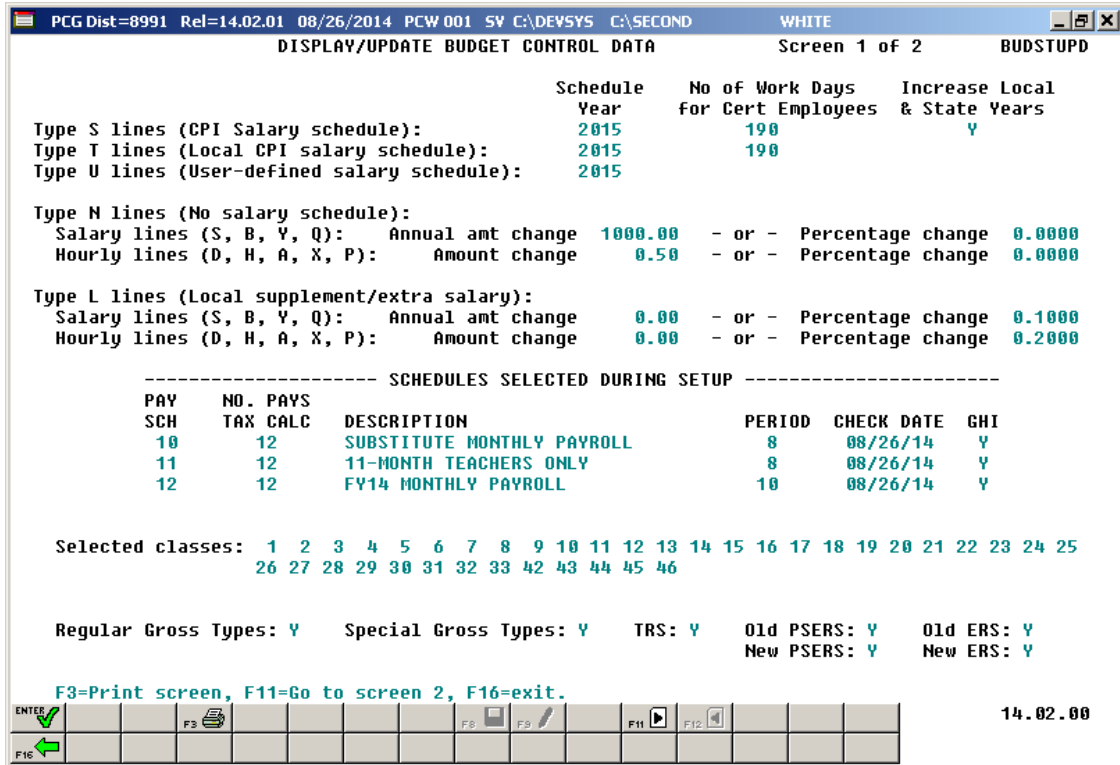 PCG Dist=8991 Rel=14.02.01 08/26/2014 PCW 001 SV C:\DEVSYS C:\SECOND WHITE
DISPLAY/UPDATE BUDGET CONTROL DATA Screen 1 of 2 BUDSTUPD
Schedule No of Work Days Increase Local
Year for Cert Employees & State Years
Type S lines (CPI Salary schedule): 2015 190 Y
Type T lines (Local CPI salary schedule): 2015 190
Type U lines (User-defined salary schedule): 2015
Type N lines (No salary schedule):
Salary lines (S, B, Y, Q): Annual amt change 1000.00 - or - Percentage change 0.0000
Hourly lines (D, H, A, X, P): Amount change 0.50 - or - Percentage change 0.0000
Type L lines (Local supplement/extra salary):
Salary lines (S, B, Y, Q): Annual amt change 0.00 - or - Percentage change 0.1000
Hourly lines (D, H, A, X, P): Amount change 0.00 - or - Percentage change 0.2000
--------------------- SCHEDULES SELECTED DURING SETUP -----------------------
PAY NO. PAYS
SCH TAX CALC DESCRIPTION PERIOD CHECK DATE GHI
10 12 SUBSTITUTE MONTHLY PAYROLL 8 08/26/14 Y
11 12 11-MONTH TEACHERS ONLY 8 08/26/14 Y
12 12 FY14 MONTHLY PAYROLL 10 08/26/14 Y
Selected classes: 1 2 3 4 5 6 7 8 9 10 11 12 13 14 15 16 17 18 19 20 21 22 23 24 25
26 27 28 29 30 31 32 33 42 43 44 45 46
Regular Gross Types: Y Special Gross Types: Y TRS: Y Old PSERS: Y Old ERS: Y
New PSERS: Y New ERS: Y
F3=Print screen, F11=Go to screen 2, F16=exit.
ENTER F3 F8 F9 F11 F12 14.02.00
F16